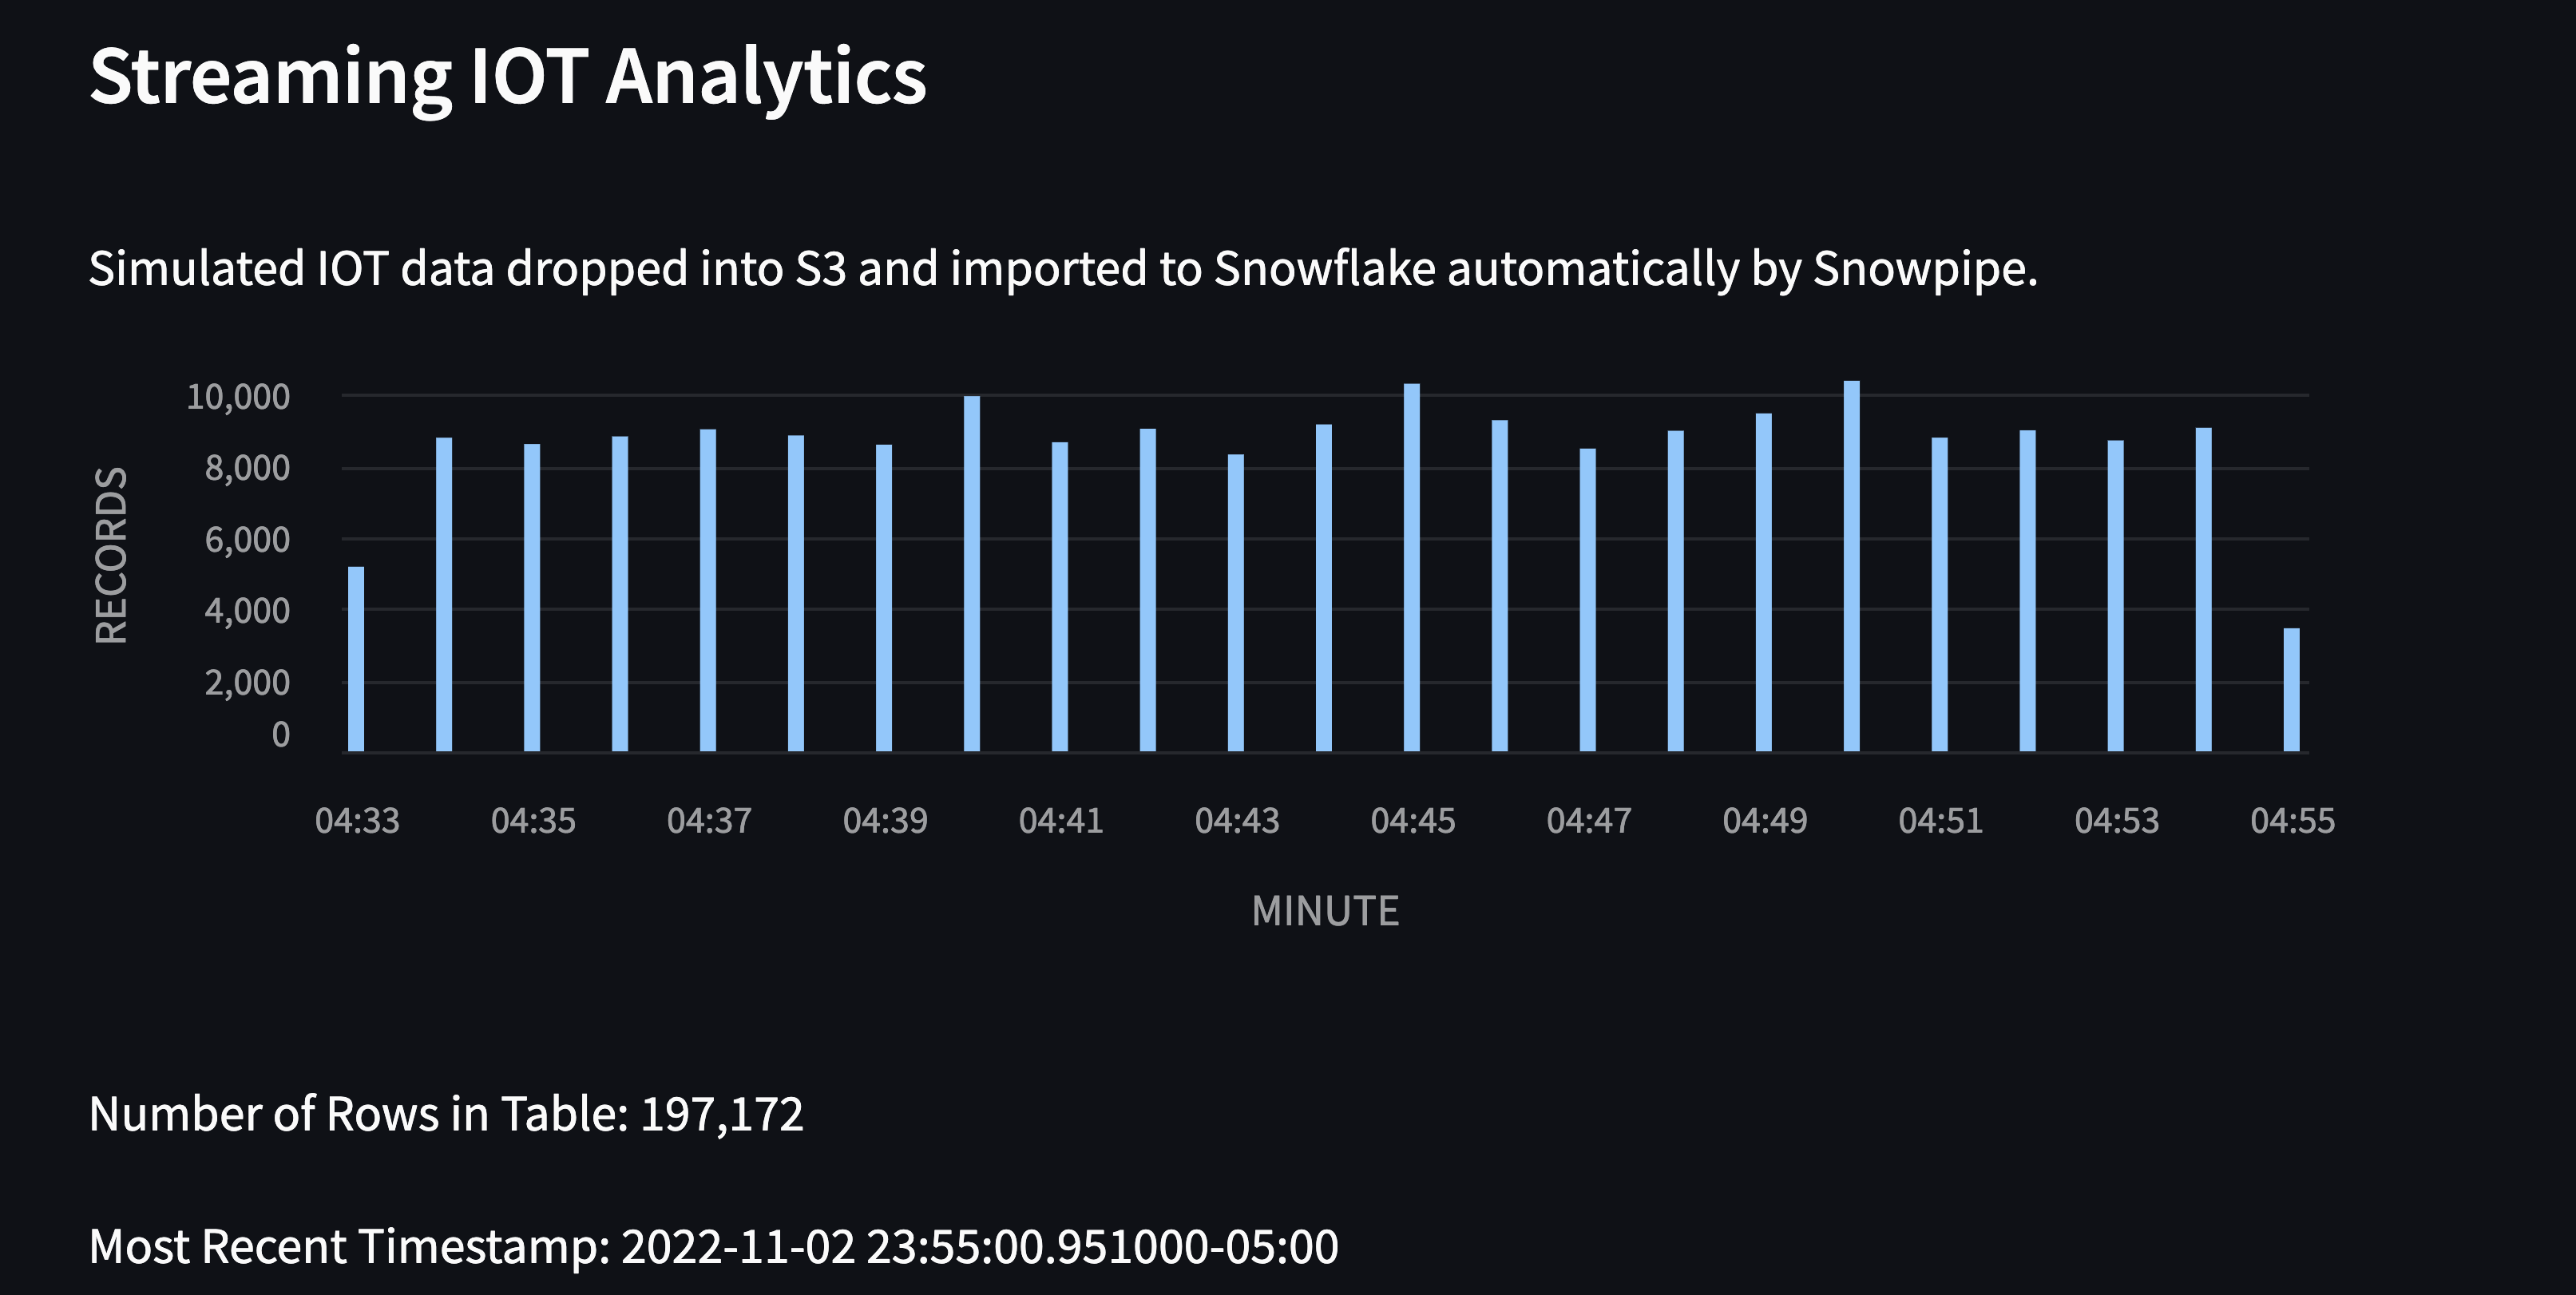 Streaming IOT Analytics
Simulated IOT data dropped into S3 and imported to Snowflake automatically by Snowpipe.
10,000
8,000
6,000
4,000
2,000
0
RECORDS
04:33 04:35 04:37 04:39 04:41 04:43 04:45 04:47 04:49 04:51 04:53 04:55
MINUTE
Number of Rows in Table: 197,172
Most Recent Timestamp: 2022-11-02 23:55:00.951000-05:00